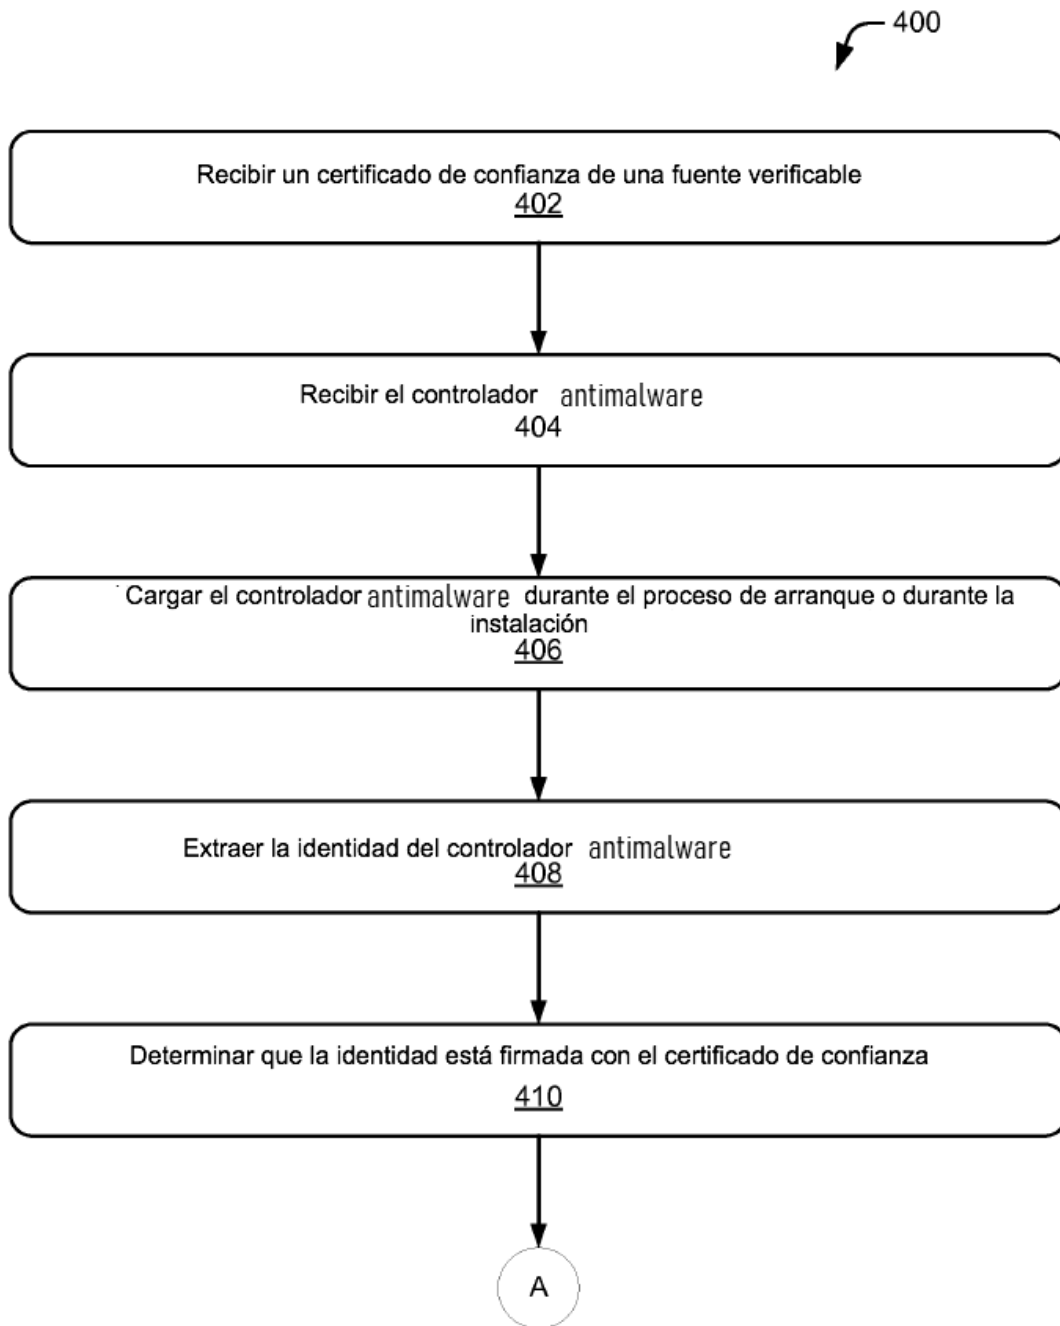 400
Recibir un certificado de confianza de una fuente verificable
402
Recibir el controlador antimalware
404
Cargar el controlador antimalware durante el proceso de arranque o durante la
instalación
406
Extraer la identidad del controlador antimalware
408
Determinar que la identidad está firmada con el certificado de confianza
410
A